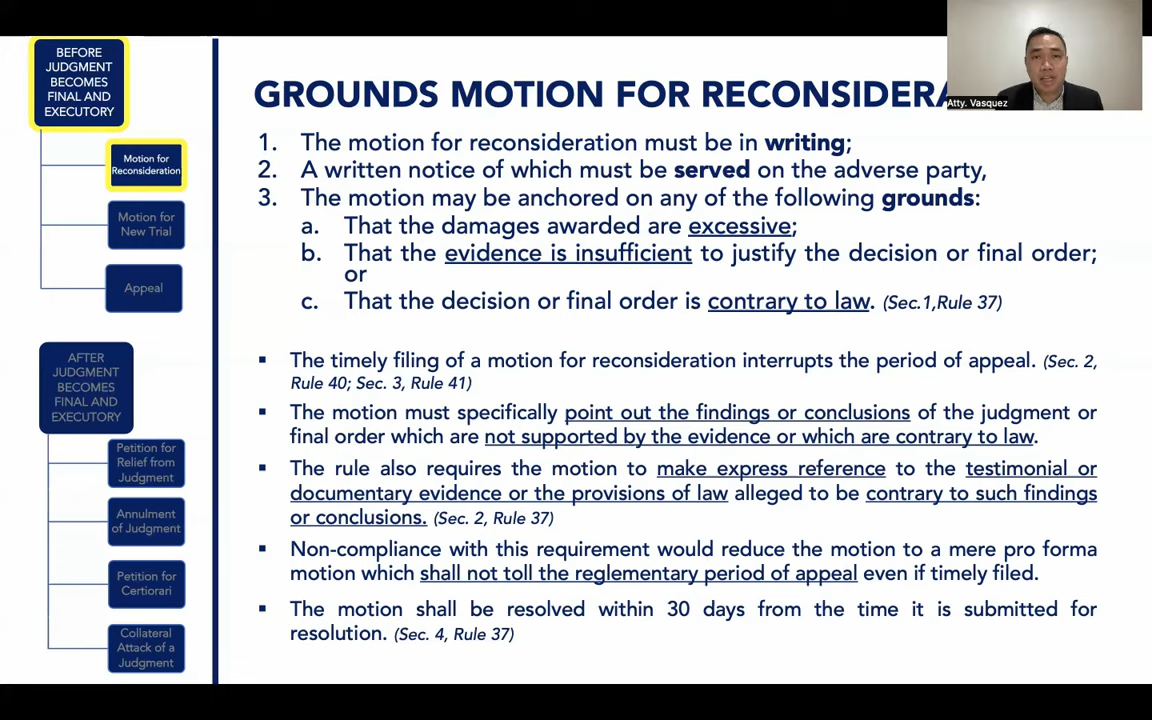 BEFORE
JUDGMENT
BECOMES
FINAL AND
EXECUTORY
Motion for
Reconsideration
Motion for
New Trial
Appeal
AFTER
JUDGMENT
BECOMES
FINAL AND
EXECUTORY
Petition for
Relief from
Judgment
Annulment
of Judgment
Petition for
Certiorari
Collateral
Attack of a
Judgment
GROUNDS MOTION FOR RECONSIDERA
Atty. Vasquez
1. The motion for reconsideration must be in writing;
2. A written notice of which must be served on the adverse party,
3. The motion may be anchored on any of the following grounds:
a. That the damages awarded are excessive;
b. That the evidence is insufficient to justify the decision or final order;
or
c. That the decision or final order is contrary to law. (Sec.1,Rule 37)
▪ The timely filing of a motion for reconsideration interrupts the period of appeal. (Sec. 2,
Rule 40; Sec. 3, Rule 41)
▪ The motion must specifically point out the findings or conclusions of the judgment or
final order which are not supported by the evidence or which are contrary to law.
▪ The rule also requires the motion to make express reference to the testimonial or
documentary evidence or the provisions of law alleged to be contrary to such findings
or conclusions. (Sec. 2, Rule 37)
▪ Non-compliance with this requirement would reduce the motion to a mere pro forma
motion which shall not toll the reglementary period of appeal even if timely filed.
▪ The motion shall be resolved within 30 days from the time it is submitted for
resolution. (Sec. 4, Rule 37)